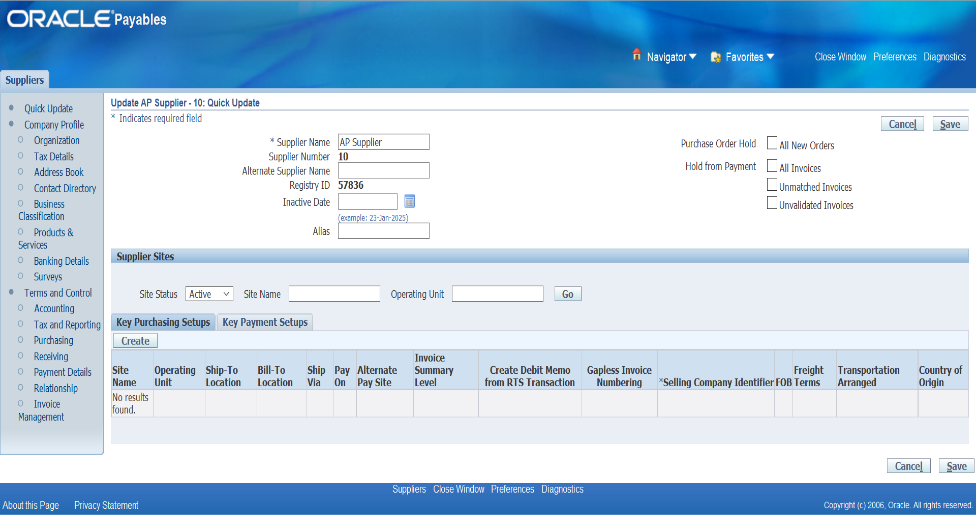 ORACLE® Payables
Navigator Favorites Close Window Preferences Diagnostics
Suppliers
Quick Update
Company Profile
Organization
Tax Details
Address Book
Contact Directory
Business
Classification
Products &
Services
Banking Details
Surveys
Terms and Control
Accounting
Tax and Reporting
Purchasing
Receiving
Payment Details
Relationship
Invoice
Management
Update AP Supplier - 10: Quick Update
* Indicates required field
Cancel Save
* Supplier Name AP Supplier
Supplier Number 10
Alternate Supplier Name
Registry ID 57836
Inactive Date
(example: 23-Jan-2025)
Alias
Purchase Order Hold All New Orders
Hold from Payment All Invoices
Unmatched Invoices
Unvalidated Invoices
Supplier Sites
Site Status Active Site Name Operating Unit Go
Key Purchasing Setups Key Payment Setups
Create
Site Name Operating Unit Ship-To Location Bill-To Location Ship Via Pay On Alternate Pay Site Invoice Summary Level Create Debit Memo from RTS Transaction Gapless Invoice Numbering *Selling Company Identifier FOB Freight Terms Transportation Arranged Country of Origin
No results
found.
Cancel Save
Suppliers Close Window Preferences Diagnostics
About this Page Privacy Statement Copyright (c) 2006, Oracle. All rights reserved.